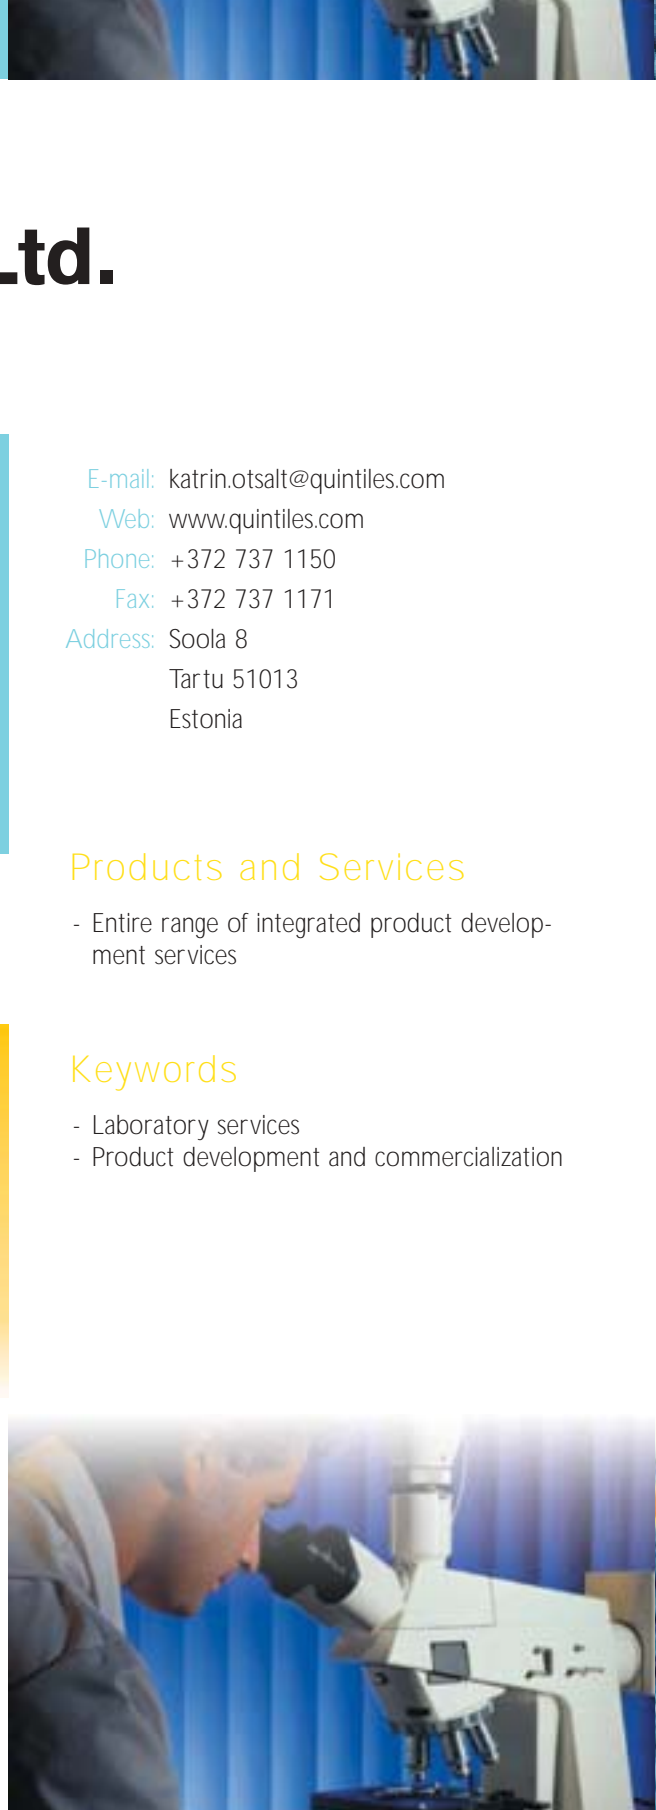 Ltd.
E-mail: katrin.otsalt@quintiles.com
Web: www.quintiles.com
Phone: +372 737 1150
Fax: +372 737 1171
Address: Soola 8
Tartu 51013
Estonia
Products and Services
- Entire range of integrated product develop-
ment services
Keywords
- Laboratory services
- Product development and commercialization